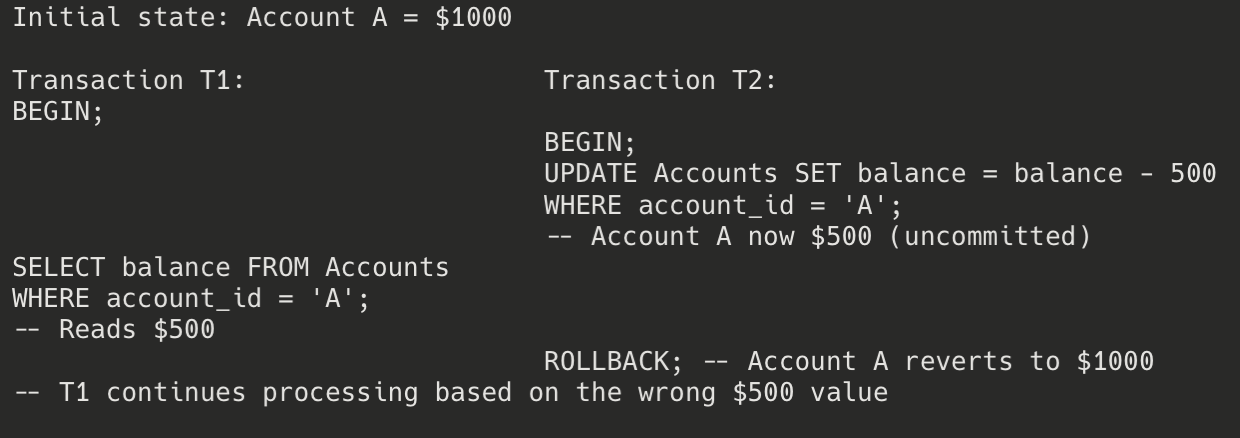 Initial state: Account A = $1000
Transaction T1:                    Transaction T2:
BEGIN;
                                   BEGIN;
                                   UPDATE Accounts SET balance = balance - 500
                                   WHERE account_id = 'A';
                                   -- Account A now $500 (uncommitted)
SELECT balance FROM Accounts
WHERE account_id = 'A';
-- Reads $500
                                   ROLLBACK; -- Account A reverts to $1000
-- T1 continues processing based on the wrong $500 value